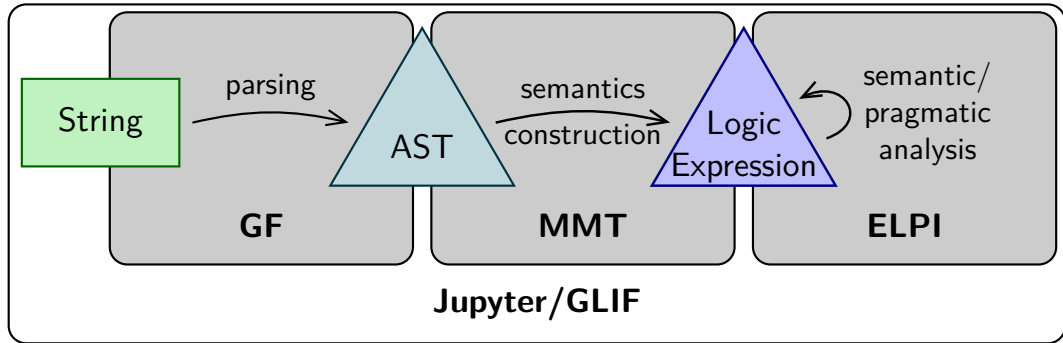 String
parsing
AST
semantics
construction
Logic
Expression
semantic/
pragmatic
analysis
GF
MMT
ELPI
Jupyter/GLIF